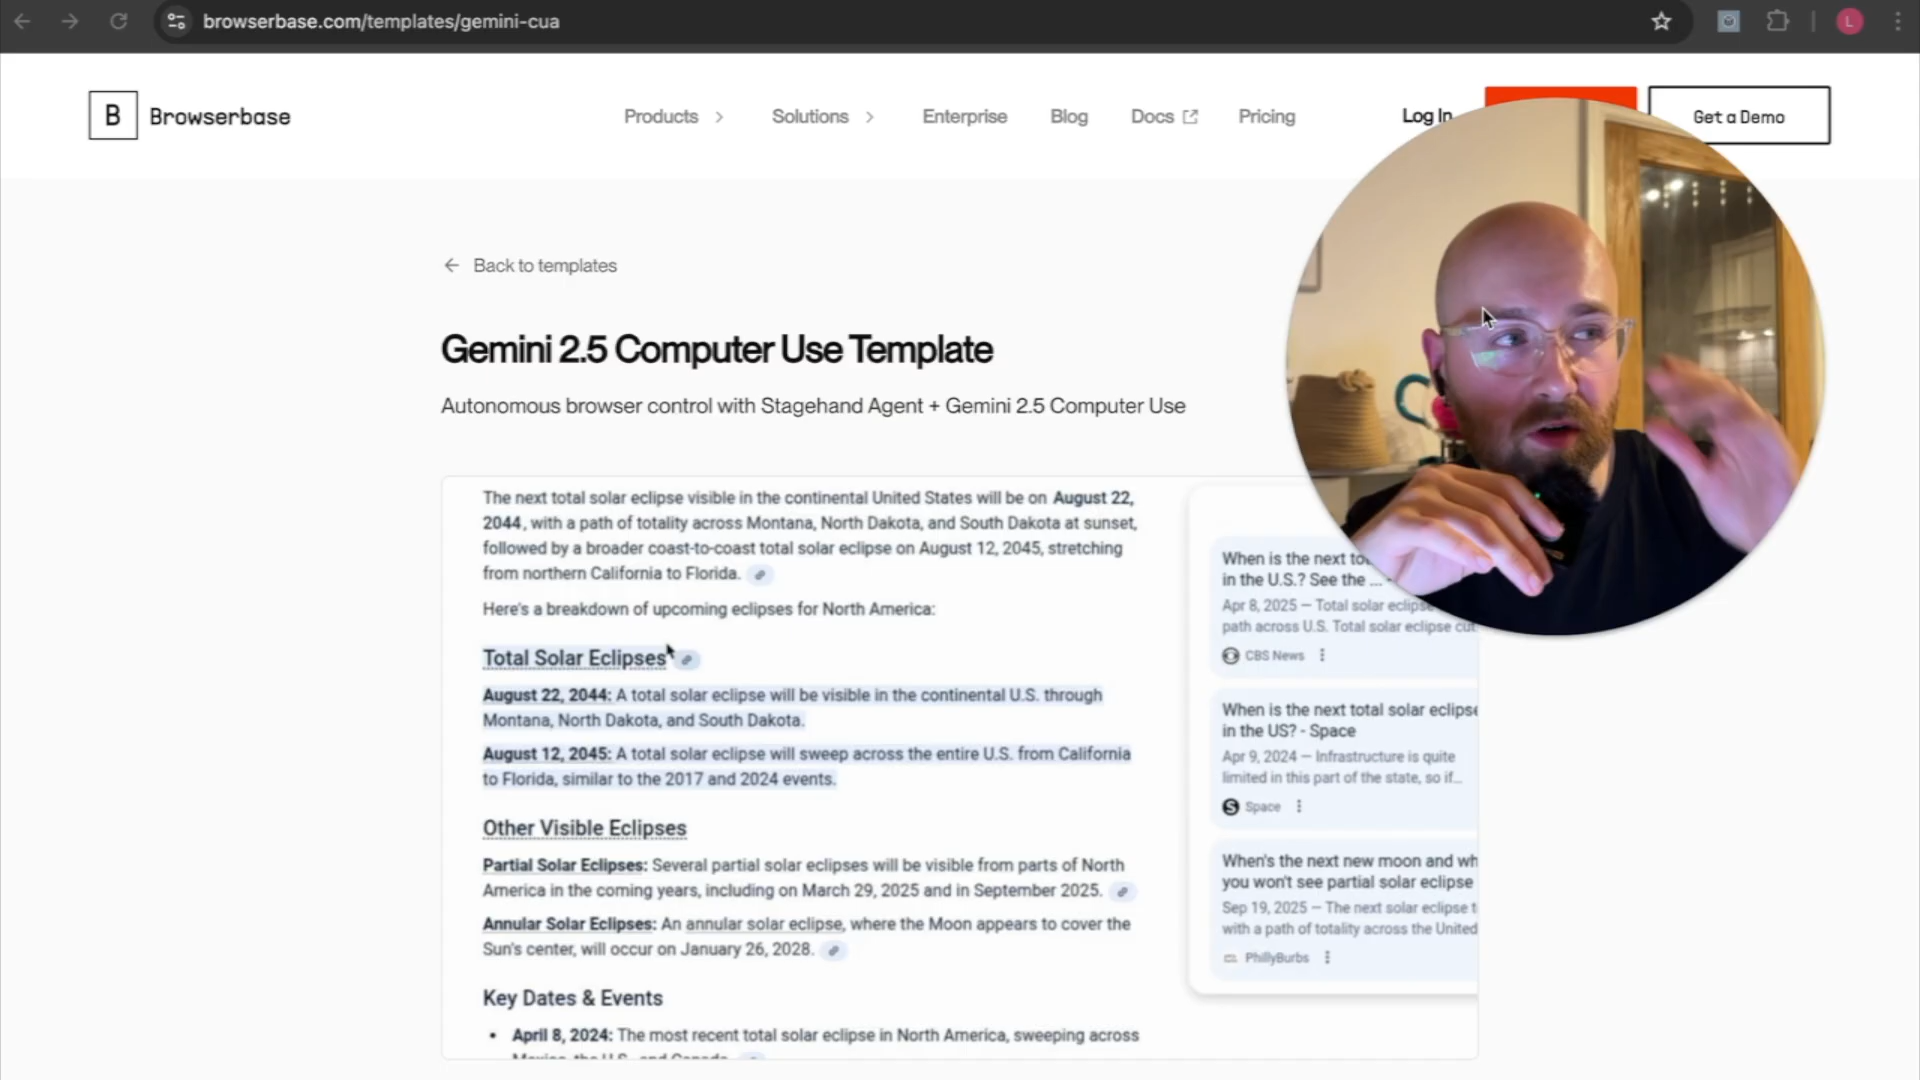 browserbase.com/templates/gemini-cua
L
B Browserbase
Products
Solutions
Enterprise
Blog
Docs
Pricing
Log In
Get a Demo
Back to templates
Gemini 2.5 Computer Use Template
Autonomous browser control with Stagehand Agent + Gemini 2.5 Computer Use
The next total solar eclipse visible in the continental United States will be on August 22,
2044, with a path of totality across Montana, North Dakota, and South Dakota at sunset,
followed by a broader coast-to-coast total solar eclipse on August 12, 2045, stretching
from northern California to Florida.
Here's a breakdown of upcoming eclipses for North America:
Total Solar Eclipses
August 22, 2044: A total solar eclipse will be visible in the continental U.S. through
Montana, North Dakota, and South Dakota.
August 12, 2045: A total solar eclipse will sweep across the entire U.S. from California
to Florida, similar to the 2017 and 2024 events.
Other Visible Eclipses
Partial Solar Eclipses: Several partial solar eclipses will be visible from parts of North
America in the coming years, including on March 29, 2025 and in September 2025.
Annular Solar Eclipses: An annular solar eclipse, where the Moon appears to cover the
Sun's center, will occur on January 26, 2028.
Key Dates & Events
• April 8, 2024: The most recent total solar eclipse in North America, sweeping across
Mexico, the U.S., and Canada.
When is the next to
in the U.S.? See the ... -
Apr 8, 2025 — Total solar eclipse
path across U.S. Total solar eclipse cut
CBS News
When is the next total solar eclipse
in the US? - Space
Apr 9, 2024 — Infrastructure is quite
limited in this part of the state, so if...
S Space
When's the next new moon and wh
you won't see partial solar eclipse
Sep 19, 2025 — The next solar eclipse t
with a path of totality across the United
PhillyBurbs